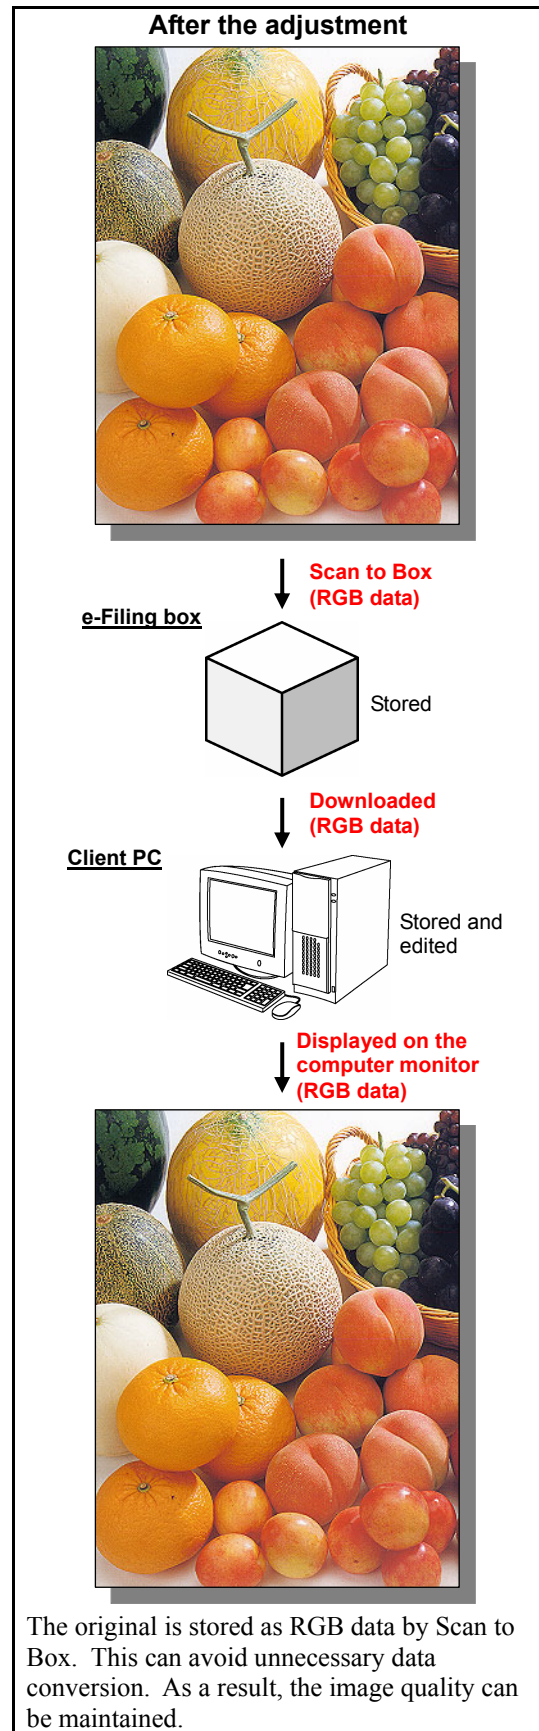 After the adjustment
Scan to Box
(RGB data)
e-Filing box
Stored
Downloaded
(RGB data)
Client PC
Stored and
edited
Displayed on the
computer monitor
(RGB data)
The original is stored as RGB data by Scan to
Box.  This can avoid unnecessary data
conversion.  As a result, the image quality can
be maintained.